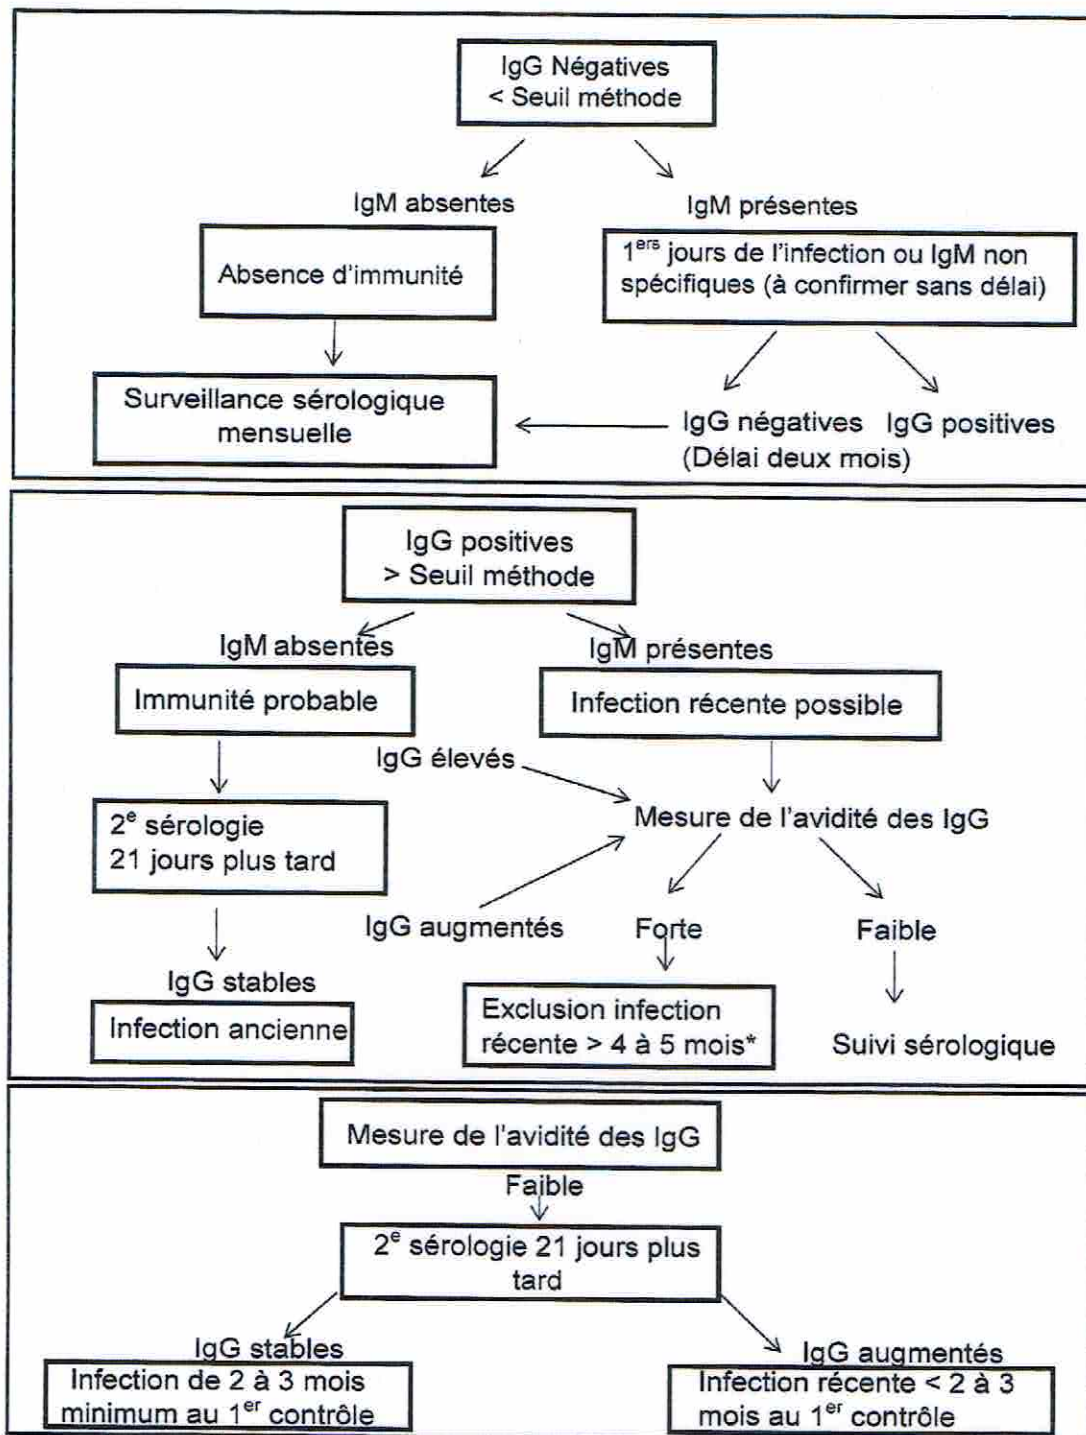 IgG Négatives
< Seuil méthode
IgM absentes
IgM présentes
Absence d'immunité
1ers jours de l'infection ou IgM non
spécifiques (à confirmer sans délai)
Surveillance sérologique
mensuelle
IgG négatives
(Délai deux mois)
IgG positives
IgG positives
> Seuil méthode
IgM absentes
IgM présentes
Immunité probable
Infection récente possible
IgG élevés
2e sérologie
21 jours plus tard
Mesure de l'avidité des IgG
IgG augmentés
Forte
Faible
IgG stables
Infection ancienne
Exclusion infection
récente > 4 à 5 mois*
Suivi sérologique
Mesure de l'avidité des IgG
Faible
2e sérologie 21 jours plus
tard
IgG stables
Infection de 2 à 3 mois
minimum au 1er contrôle
IgG augmentés
Infection récente < 2 à 3
mois au 1er contrôle